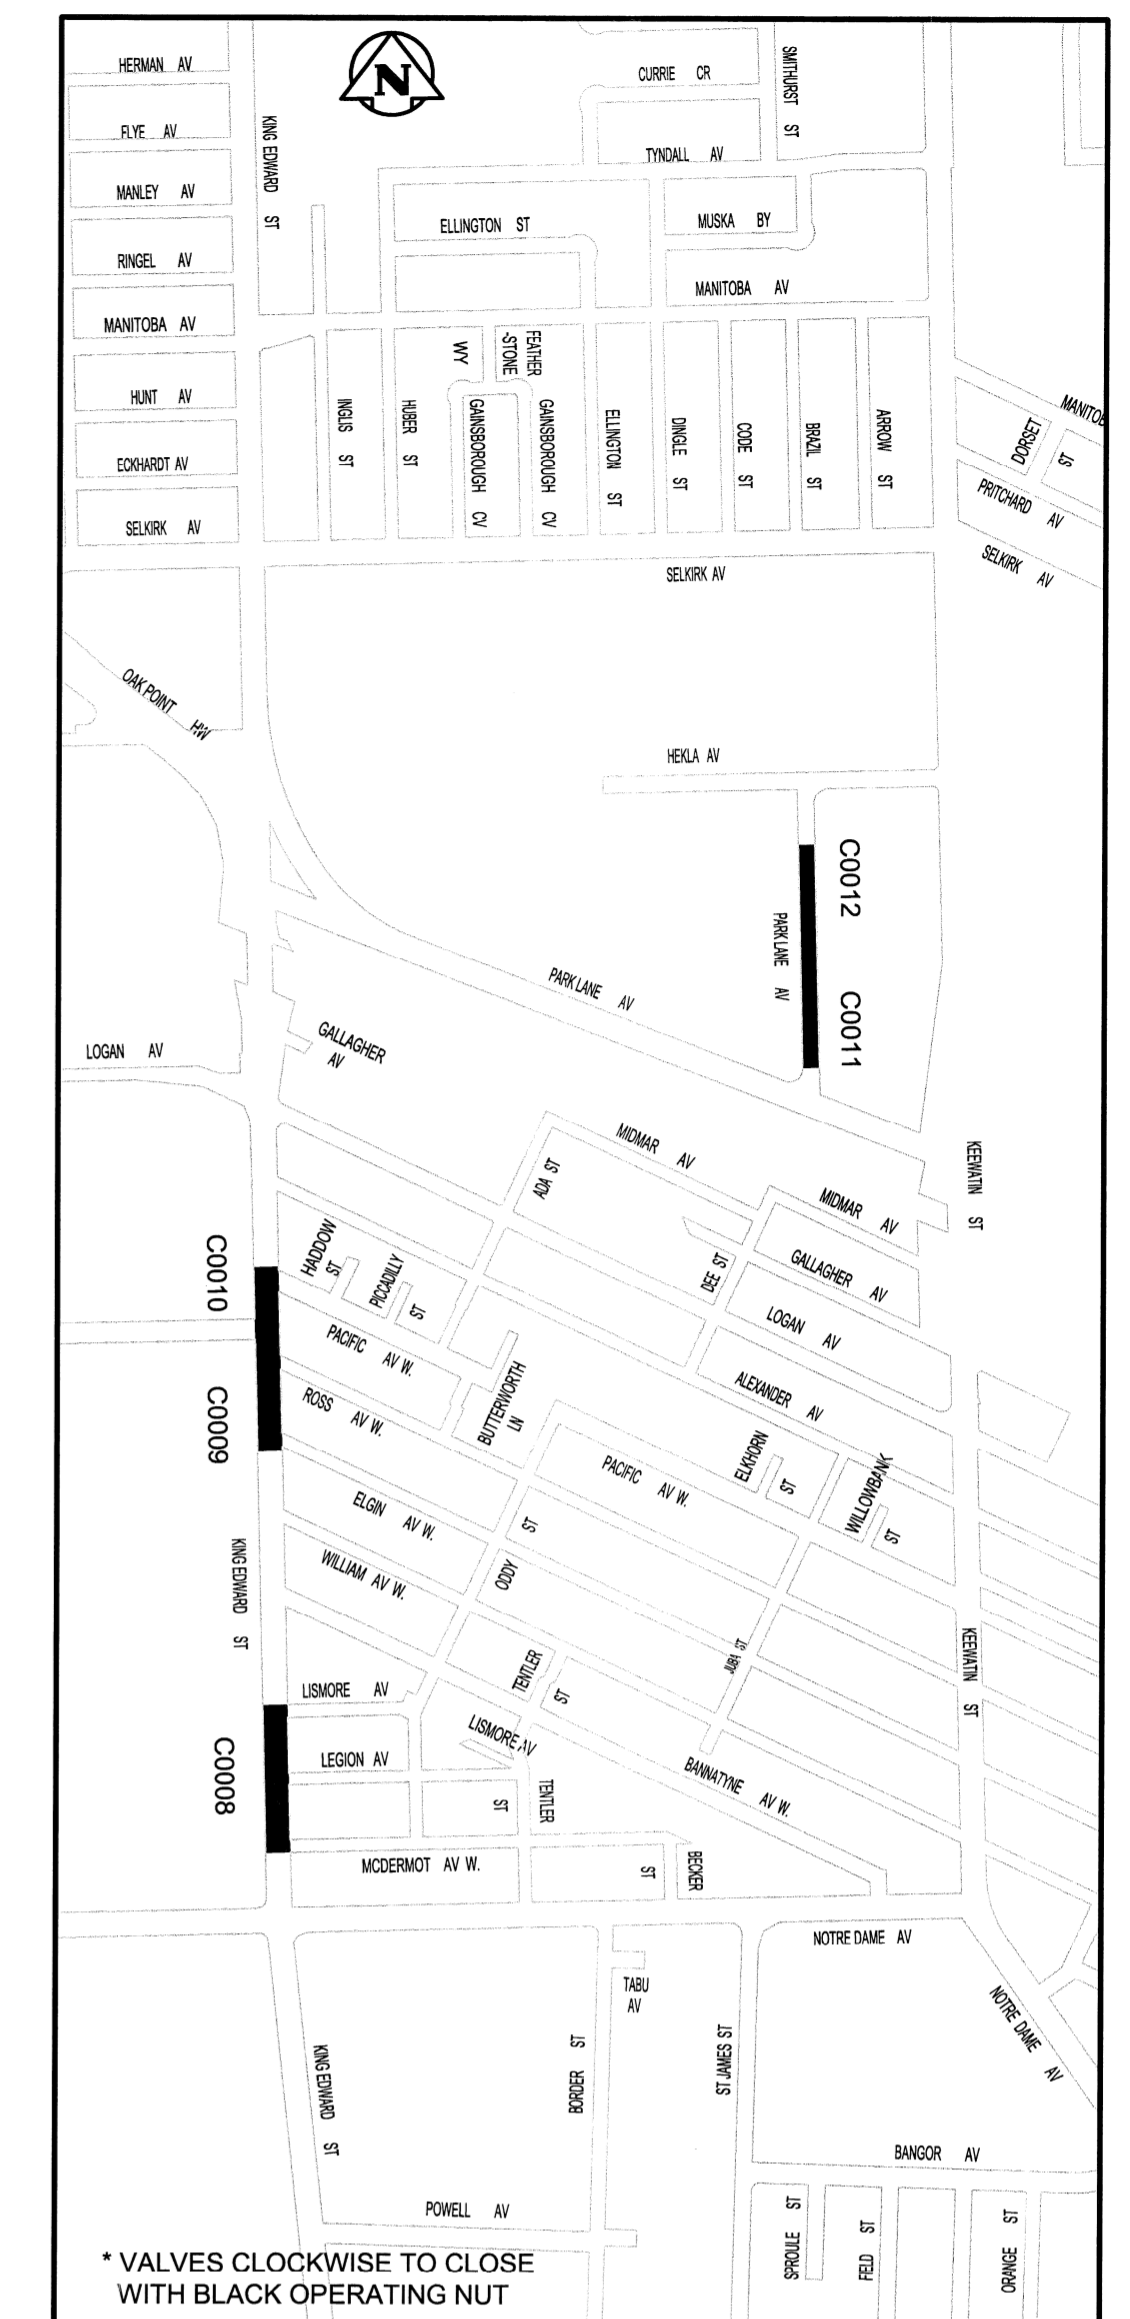 HERMAN AV
N
CURRIE CR
SMITHURST ST
FLYE AV
KING EDWARD ST
TYNDALL AV
MANLEY AV
ELLINGTON ST
MUSKA BY
RINGEL AV
MANITOBA AV
MANITOBA AV
FEATHER
-STONE
WY
HUNT AV
INGLIS ST
HUBER ST
GAINSBOROUGH CV
GAINSBOROUGH CV
ELLINGTON ST
DINGLE ST
CODE ST
BRAZIL ST
ARROW ST
MANITOB
DORSET ST
ECKHARDT AV
PRITCHARD AV
SELKIRK AV
SELKIRK AV
SELKIRK AV
OAK POINT HW
HEKLA AV
C0012
PARK LANE AV
C0011
PARK LANE AV
GALLAGHER
AV
LOGAN AV
MIDMAR AV
KEEWATIN ST
ADA ST
MIDMAR AV
HADDOW ST
C0010
PICCADILLY ST
DEE ST
GALLAGHER AV
LOGAN AV
PACIFIC AV W.
ALEXANDER AV
C0009
ROSS AV W.
BUTTERWORTH
LN
ELKHORN ST
WILLOWBANK ST
PACIFIC AV W.
ELGIN AV W.
KING EDWARD ST
WILLIAM AV W.
ODDY ST
JUBA ST
KEEWATIN ST
TENTLER ST
LISMORE AV
LISMORE AV
C0008
LEGION AV
BANNATYNE AV W.
TENTLER ST
MCDERMOT AV W.
BECKER ST
NOTRE DAME AV
TABU
AV
NOTRE DAME AV
KING EDWARD ST
BORDER ST
ST JAMES ST
BANGOR AV
POWELL AV
SPROULE ST
FIELD ST
ORANGE ST
* VALVES CLOCKWISE TO CLOSE
WITH BLACK OPERATING NUT